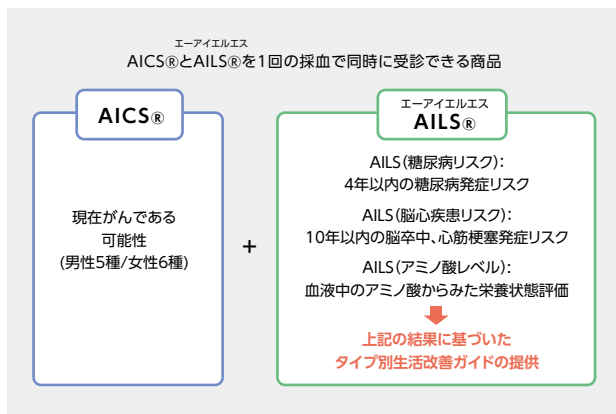 エーアイエルエス
AICS®とAILS®を1回の採血で同時に受診できる商品
AICS®
現在がんである
可能性
(男性5種/女性6種)
+
エーアイエルエス
AILS®
AILS(糖尿病リスク):
4年以内の糖尿病発症リスク
AILS(脳心疾患リスク):
10年以内の脳卒中、心筋梗塞発症リスク
AILS(アミノ酸レベル):
血液中のアミノ酸からみた栄養状態評価
上記の結果に基づいた
タイプ別生活改善ガイドの提供